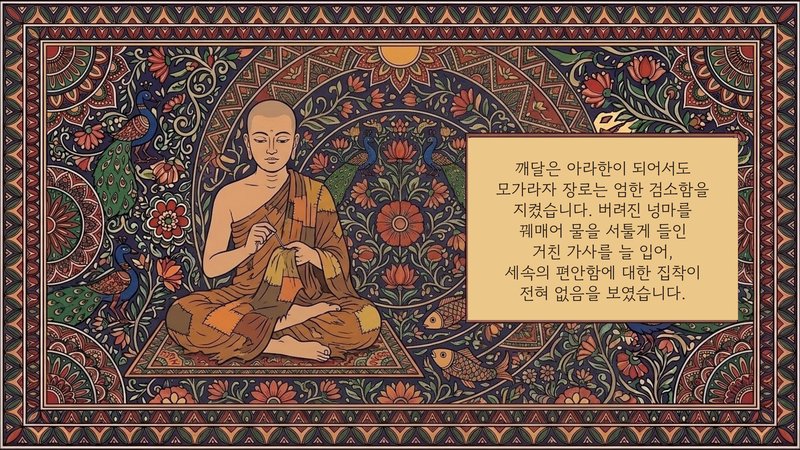 깨달은 아라한이 되어서도
모가라자 장로는 엄한 검소함을
지켰습니다. 버려진 넝마를
꿰매어 물을 서툴게 들인
거친 가사를 늘 입어,
세속의 편안함에 대한 집착이
전혀 없음을 보였습니다.